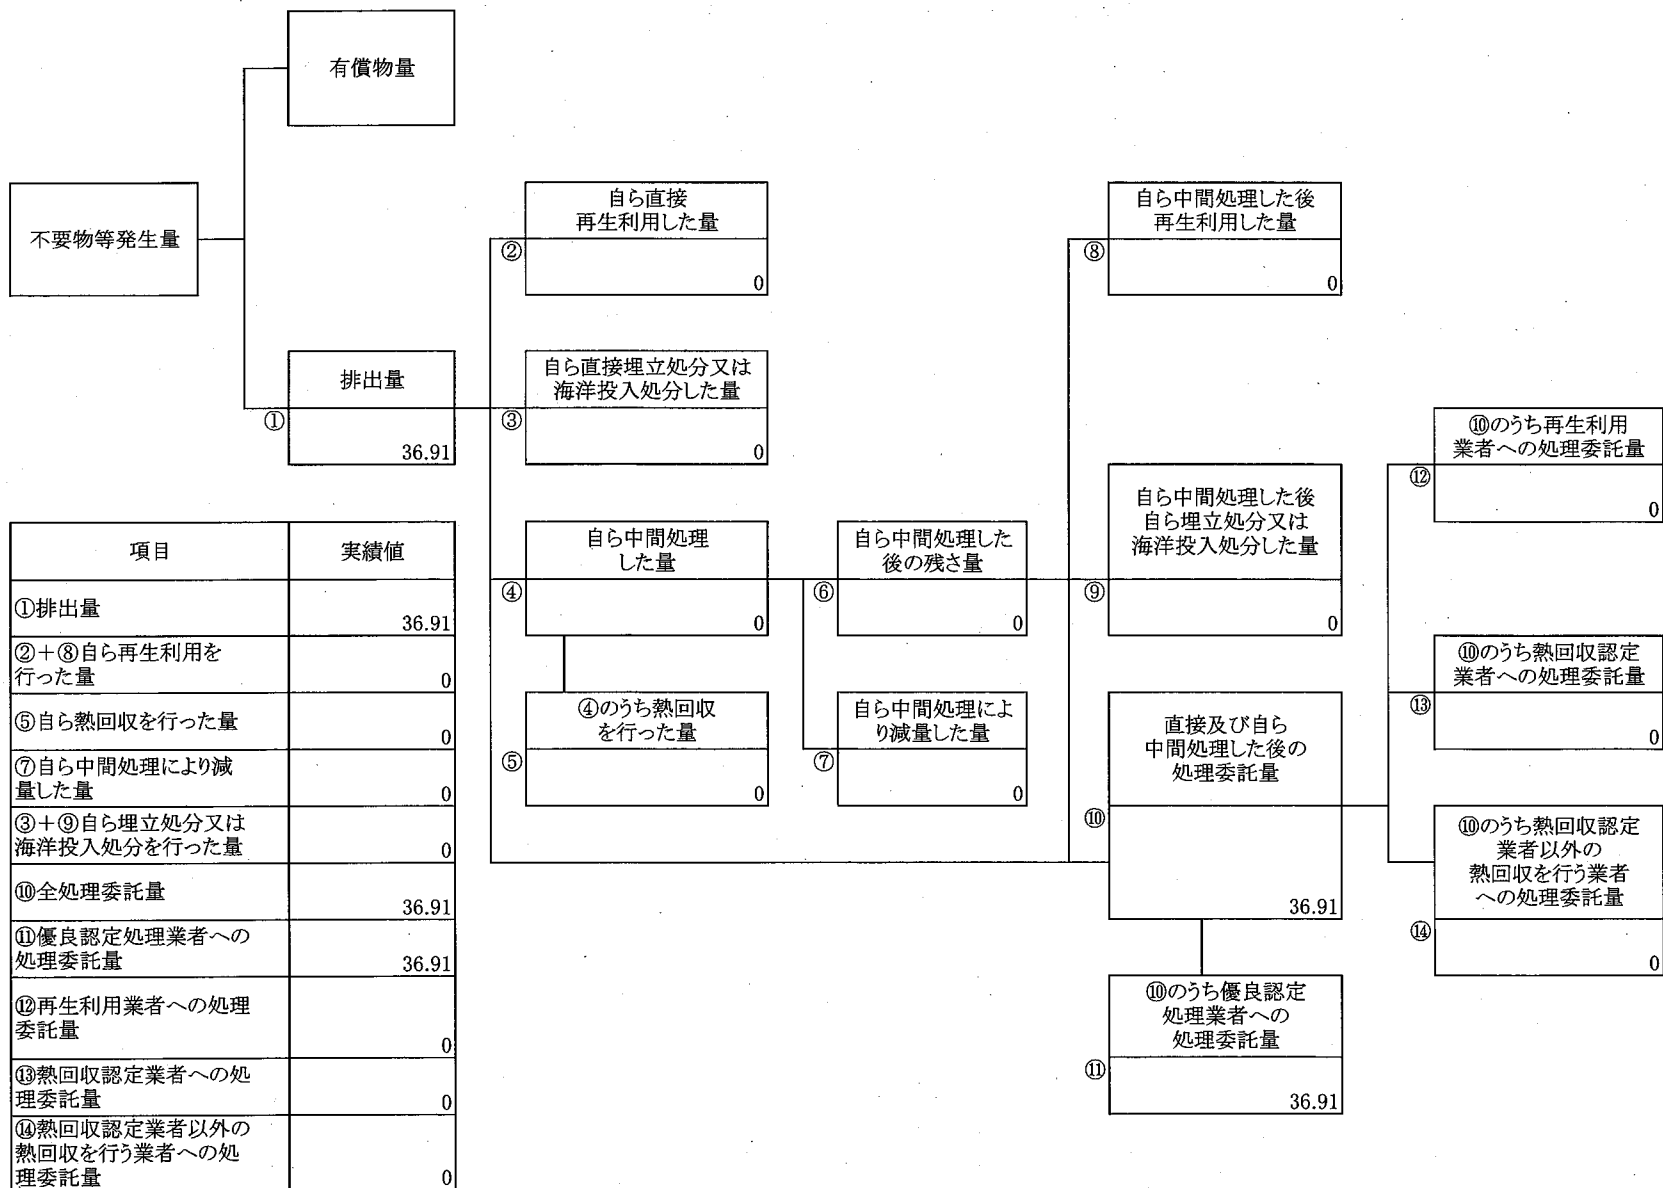 有償物量
不要物等発生量
排出量
①
36.91
自ら直接
再生利用した量
②
0
自ら直接埋立処分又は
海洋投入処分した量
③
0
自ら中間処理
した量
④
0
④のうち熱回収
を行った量
⑤
0
自ら中間処理した
後の残さ量
⑥
0
自ら中間処理によ
り減量した量
⑦
0
自ら中間処理した後
再生利用した量
⑧
0
自ら中間処理した後
自ら埋立処分又は
海洋投入処分した量
⑨
0
直接及び自ら
中間処理した後の
処理委託量
⑩
36.91
⑩のうち優良認定
処理業者への
処理委託量
⑪
36.91
⑩のうち再生利用
業者への処理委託量
⑫
0
⑩のうち熱回収認定
業者への処理委託量
⑬
0
⑩のうち熱回収認定
業者以外の
熱回収を行う業者
への処理委託量
⑭
0
項目 実績値
①排出量
36.91
②+⑧自ら再生利用を
行った量 0
⑤自ら熱回収を行った量
0
⑦自ら中間処理により減
量した量 0
③+⑨自ら埋立処分又は
海洋投入処分を行った量 0
⑩全処理委託量
36.91
⑪優良認定処理業者への
処理委託量 36.91
⑫再生利用業者への処理
委託量
0
⑬熱回収認定業者への処
理委託量 0
⑭熱回収認定業者以外の
熱回収を行う業者への処
理委託量 0